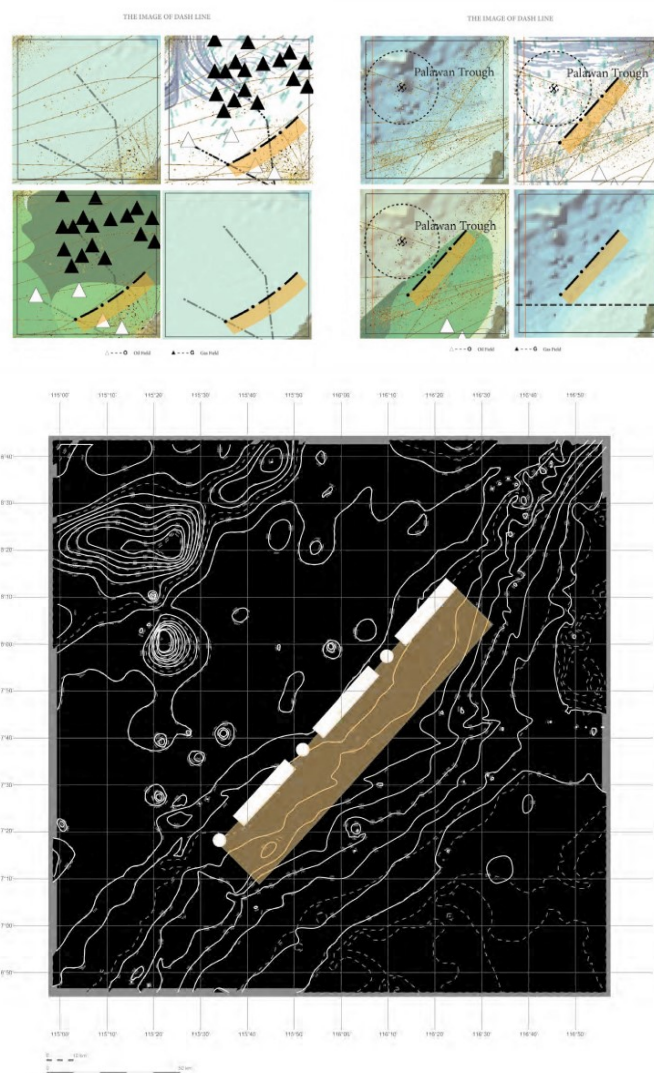 THE IMAGE OF DASH LINE
THE IMAGE OF DASH LINE
Palawan Trough
Palawan Trough
Palawan Trough
Oil Field Gas Field
Oil Field Gas Field
115'00 115'10 115'20 115'30 115'40 115'50 116'00 116'10 116'20 116'30 116'40 116'50
8'40
8'30
8'20
8'10
8'00
7'50
7'40
7'30
7'20
7'10
7'00
6'50
115'00 115'10 115'20 115'30 115'40 115'50 116'00 116'10 116'20 116'30 116'40 116'50